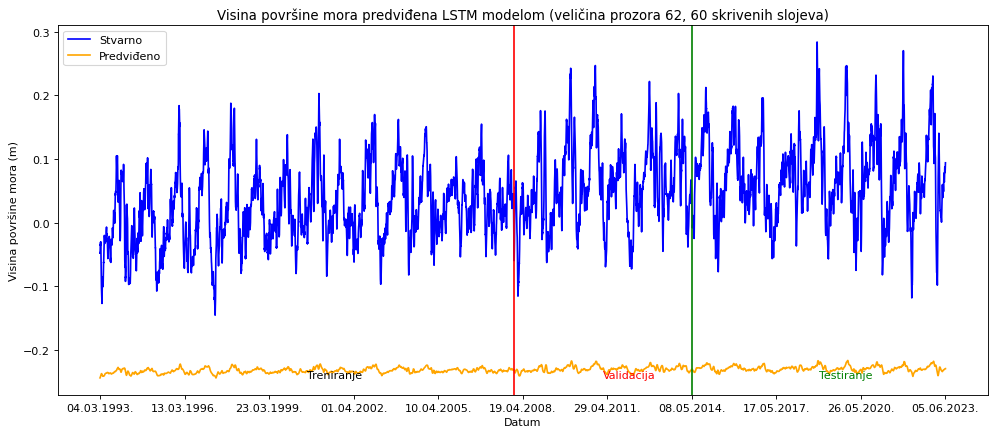 Visina površine mora predviđena LSTM modelom (veličina prozora 62, 60 skrivenih slojeva)
Stvarno
Predviđeno
0.3
0.2
0.1
0.0
−0.1
−0.2
Visina površine mora (m)
Treniranje
Validacija
Testiranje
04.03.1993. 13.03.1996. 23.03.1999. 01.04.2002. 10.04.2005. 19.04.2008. 29.04.2011. 08.05.2014. 17.05.2017. 26.05.2020. 05.06.2023.
Datum